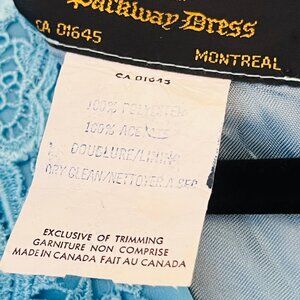 Parkway Dress
CA 01645
MONTREAL
CA 01645
100% POLYESTER
100% ACETATE
DOUBLURE/LINING
DRY CLEAN/NETTOYER A SEC
EXCLUSIVE OF TRIMMING
GARNITURE NON COMPRISE
MADE IN CANADA FAIT AU CANADA